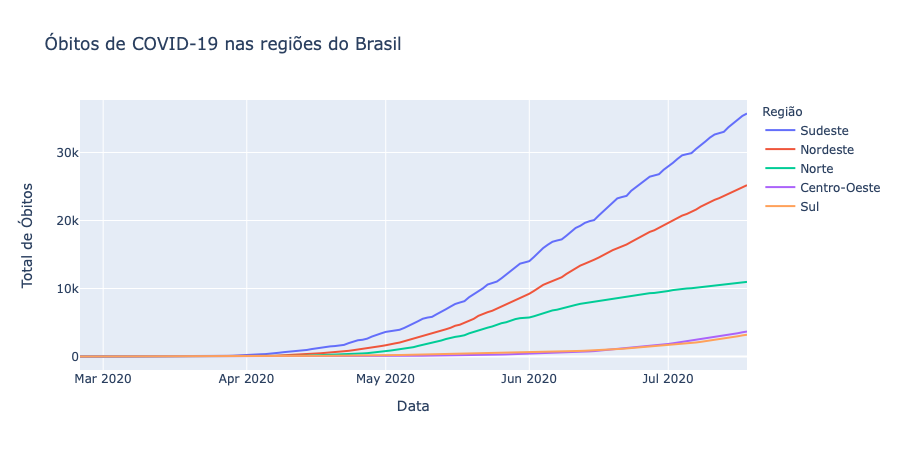 Óbitos de COVID-19 nas regiões do Brasil
Região
Sudeste
Nordeste
Norte
Centro-Oeste
Sul
Total de Óbitos
30k
20k
10k
0
Mar 2020
Apr 2020
May 2020
Jun 2020
Jul 2020
Data